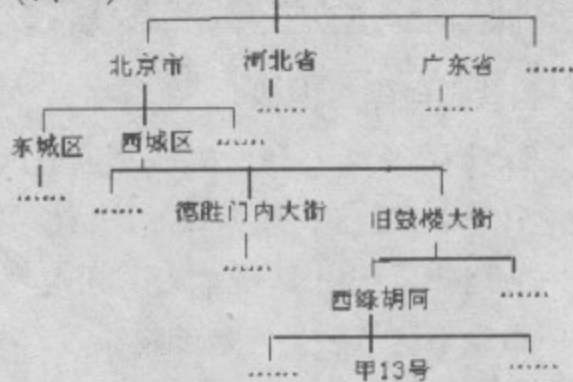 北京市 河北省 广东省 ……
…… ……
东城区 西城区 ……
…… …… 德胜门内大街 旧鼓楼大街
…… ……
西绦胡同
…… 甲13号 ……